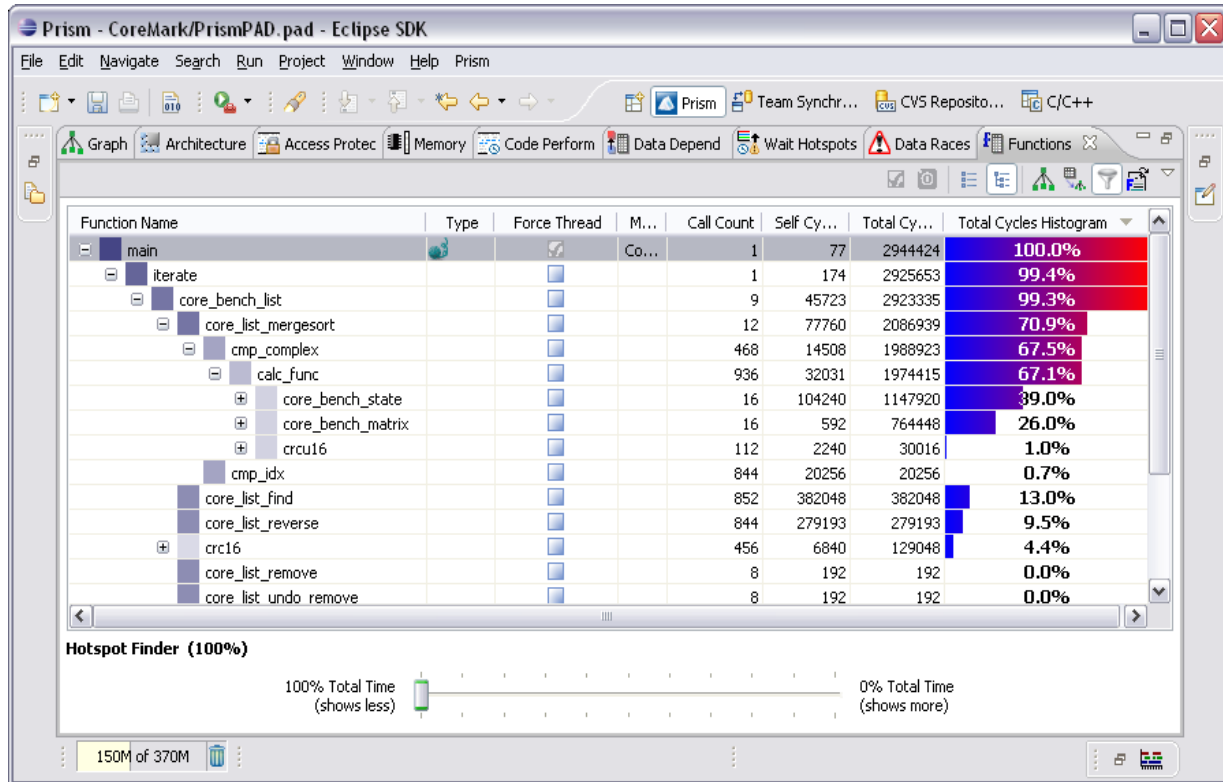 Prism - CoreMark/PrismPAD.pad - Eclipse SDK
File Edit Navigate Search Run Project Window Help Prism
010 Prism Team Synchr... CVS Reposito... C/C++
Graph Architecture Access Protec Memory Code Perform Data Depend Wait Hotspots Data Races Functions
Function Name Type Force Thread M... Call Count Self Cy... Total Cy... Total Cycles Histogram
main Co... 1 77 2944424 100.0%
iterate 1 174 2925653 99.4%
core_bench_list 9 45723 2923335 99.3%
core_list_mergesort 12 77760 2086939 70.9%
cmp_complex 468 14508 1988923 67.5%
calc_func 936 32031 1974415 67.1%
core_bench_state 16 104240 1147920 39.0%
core_bench_matrix 16 592 764448 26.0%
crcu16 112 2240 30016 1.0%
cmp_idx 844 20256 20256 0.7%
core_list_find 852 382048 382048 13.0%
core_list_reverse 844 279193 279193 9.5%
crc16 456 6840 129048 4.4%
core_list_remove 8 192 192 0.0%
core_list_undo_remove 8 192 192 0.0%
Hotspot Finder (100%)
100% Total Time 0% Total Time
(shows less) (shows more)
150M of 370M